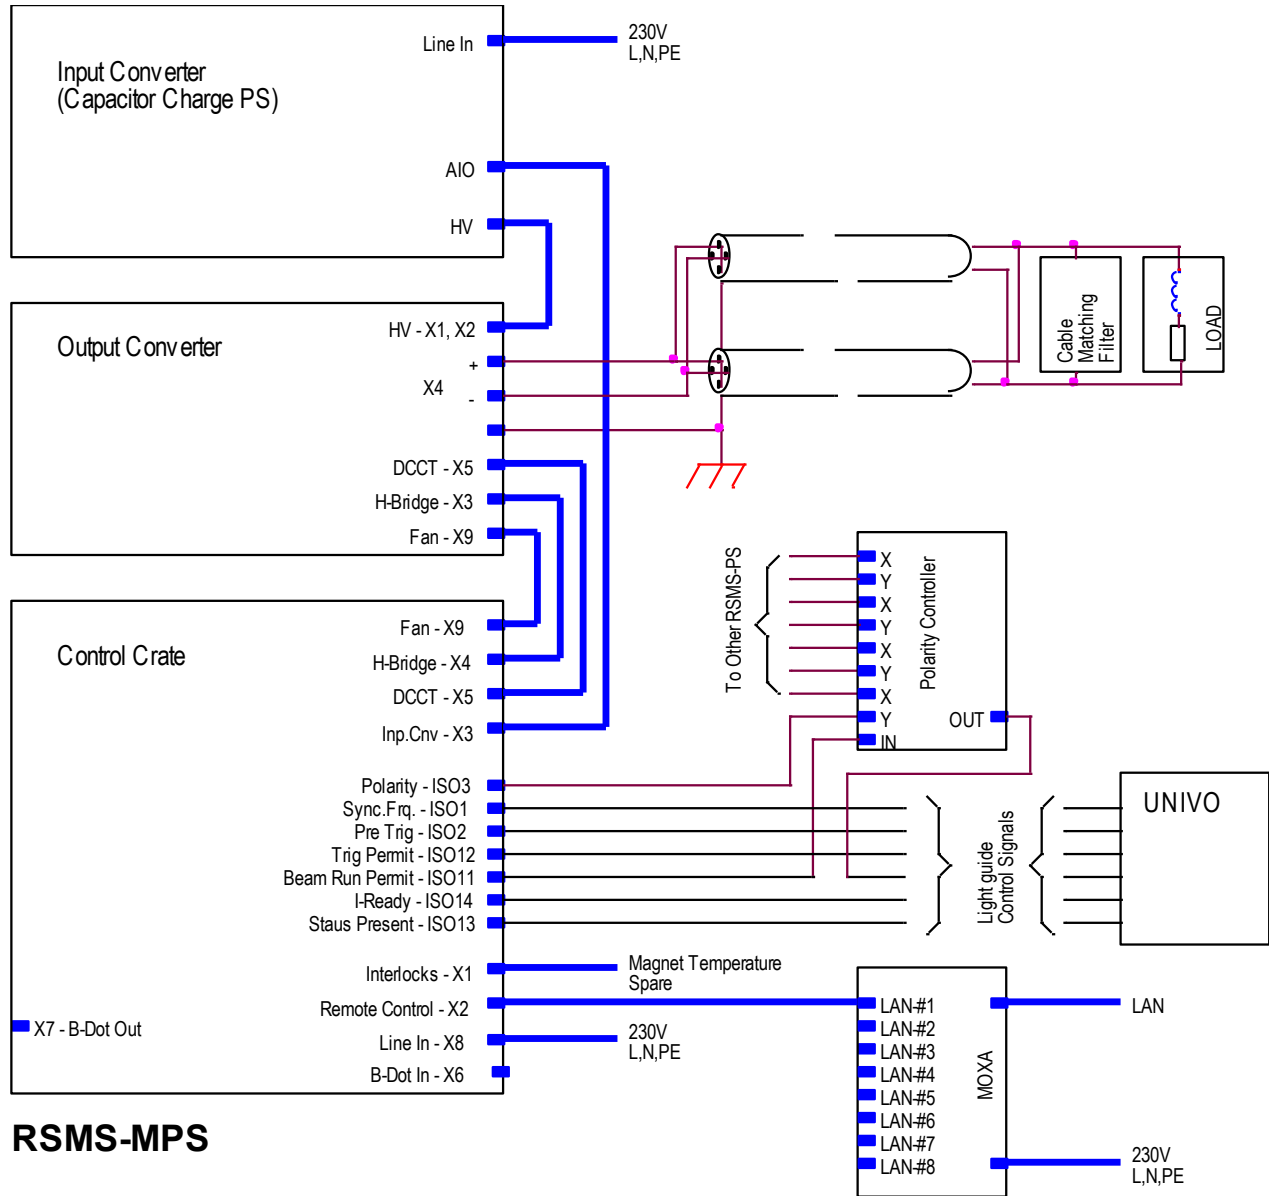 Line In
230V
L,N,PE
Input Converter
(Capacitor Charge PS)
AIO
HV
Output Converter
HV - X1, X2
+
X4
-
DCCT - X5
H-Bridge - X3
Fan - X9
Cable
Matching
Filter
LOAD
Control Crate
Fan - X9
H-Bridge - X4
DCCT - X5
Inp.Cnv - X3
Polarity - ISO3
Sync.Frq. - ISO1
Pre Trig - ISO2
Trig Permit - ISO12
Beam Run Permit - ISO11
I-Ready - ISO14
Staus Present - ISO13
Interlocks - X1
Magnet Temperature
Spare
Remote Control - X2
X7 - B-Dot Out
Line In - X8
230V
L,N,PE
B-Dot In - X6
To Other RSMS-PS
X
Y
X
Y
X
Y
X
Y
IN
Polarity Controller
OUT
Light guide
Control Signals
UNIVO
LAN-#1
LAN-#2
LAN-#3
LAN-#4
LAN-#5
LAN-#6
LAN-#7
LAN-#8
MOXA
LAN
230V
L,N,PE
RSMS-MPS